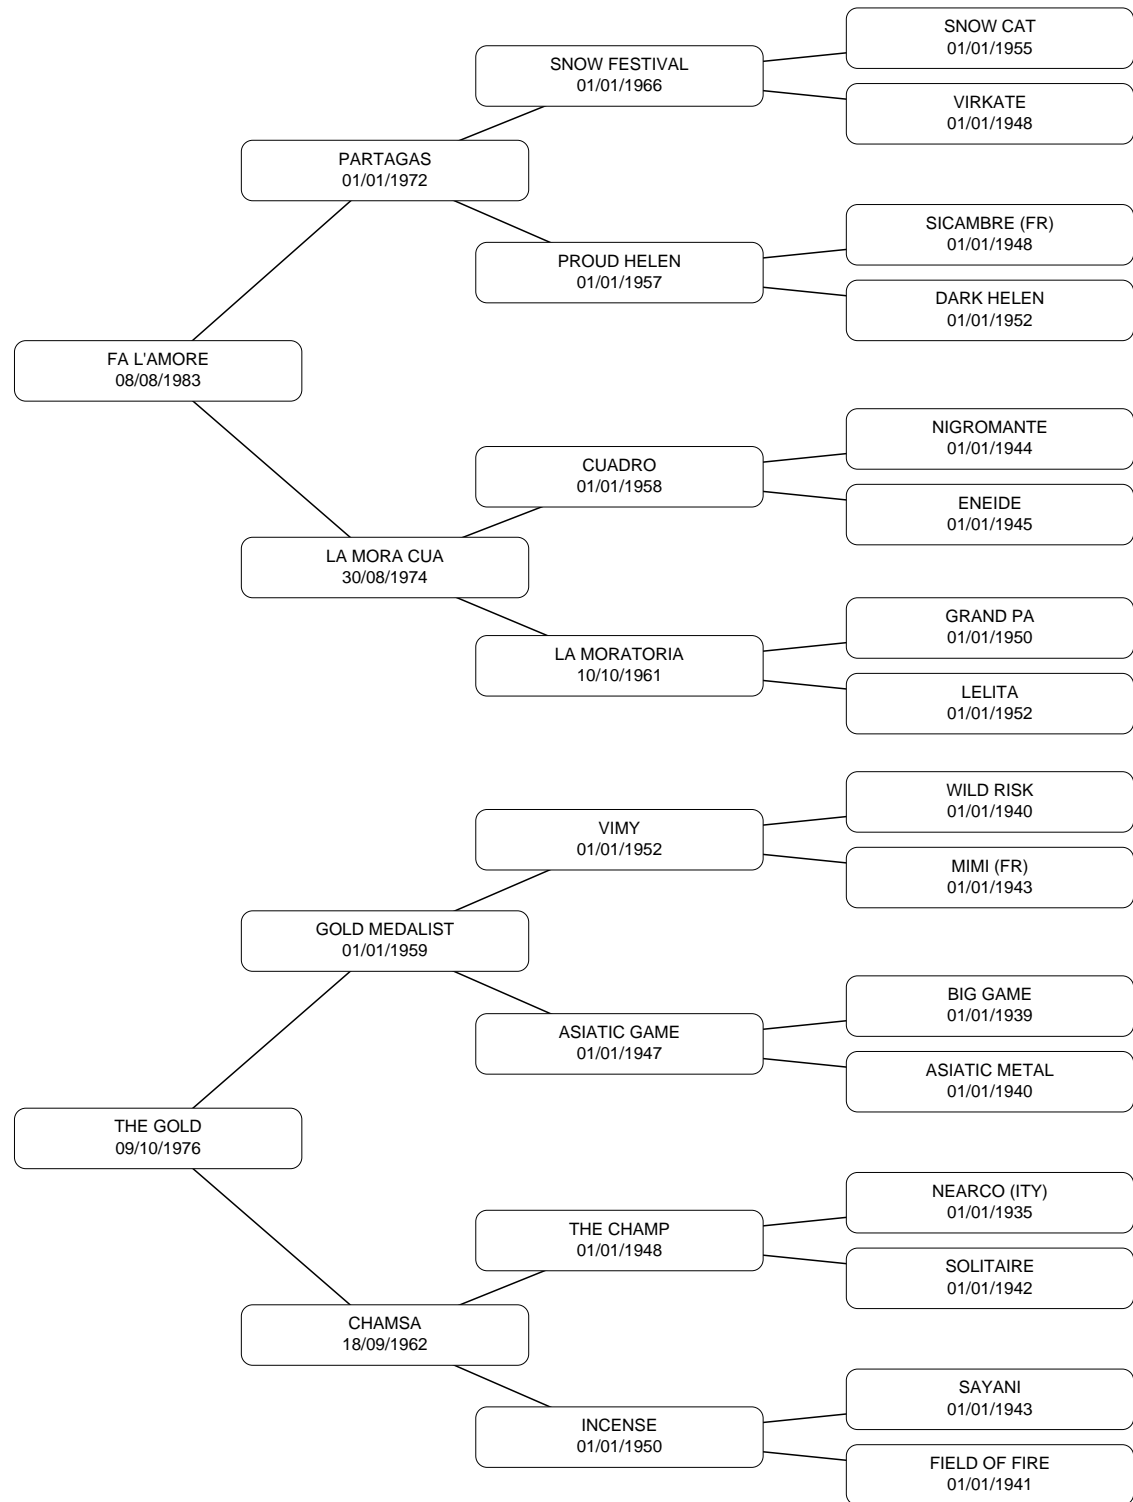 SNOW CAT
01/01/1955
SNOW FESTIVAL
01/01/1966
VIRKATE
01/01/1948
PARTAGAS
01/01/1972
SICAMBRE (FR)
01/01/1948
PROUD HELEN
01/01/1957
DARK HELEN
01/01/1952
FA L'AMORE
08/08/1983
NIGROMANTE
01/01/1944
CUADRO
01/01/1958
ENEIDE
01/01/1945
LA MORA CUA
30/08/1974
GRAND PA
01/01/1950
LA MORATORIA
10/10/1961
LELITA
01/01/1952
WILD RISK
01/01/1940
VIMY
01/01/1952
MIMI (FR)
01/01/1943
GOLD MEDALIST
01/01/1959
BIG GAME
01/01/1939
ASIATIC GAME
01/01/1947
ASIATIC METAL
01/01/1940
THE GOLD
09/10/1976
NEARCO (ITY)
01/01/1935
THE CHAMP
01/01/1948
SOLITAIRE
01/01/1942
CHAMSA
18/09/1962
SAYANI
01/01/1943
INCENSE
01/01/1950
FIELD OF FIRE
01/01/1941